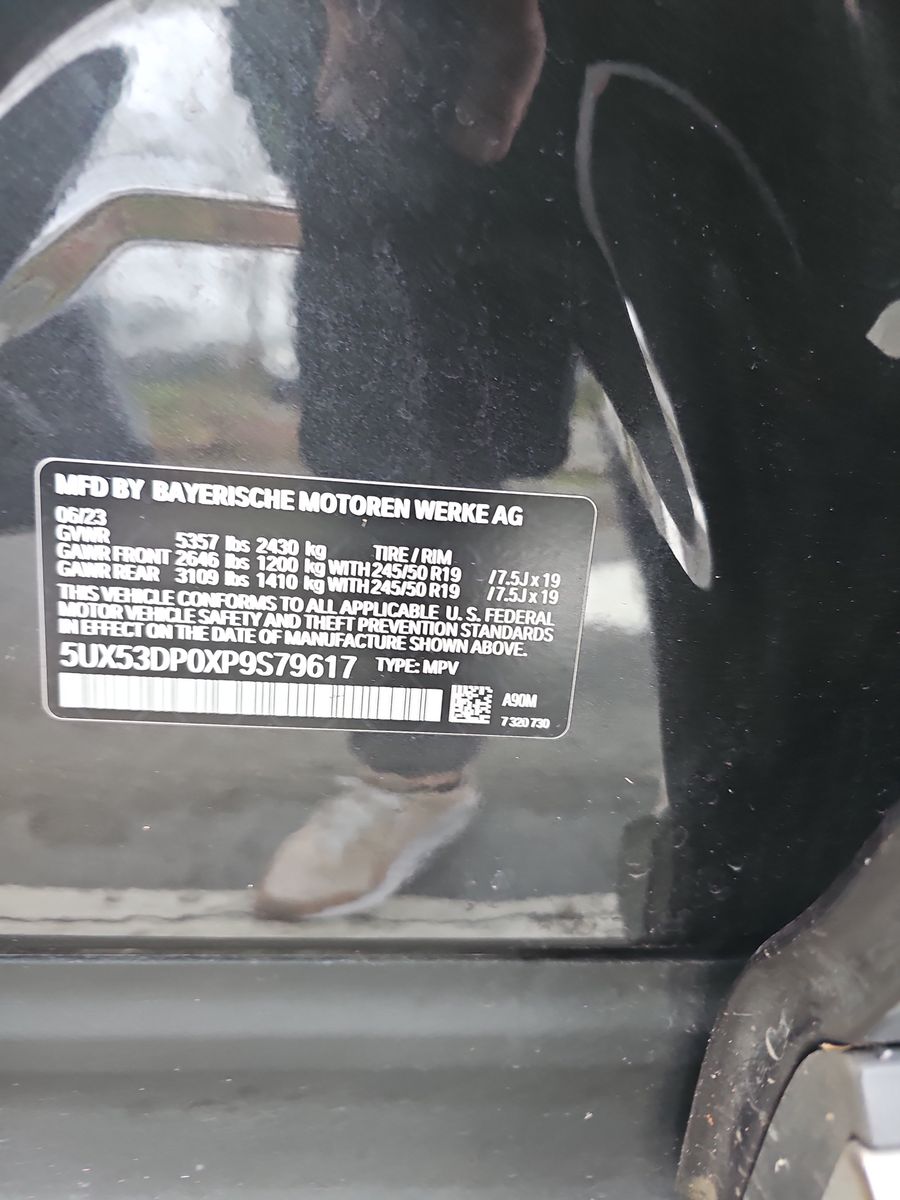 MFD BY BAYERISCHE MOTOREN WERKE AG
06/23
GVWR 5357 lbs 2430 kg TIRE / RIM
GAWR FRONT 2646 lbs 1200 kg WITH 245/50 R19 /7.5J x 19
GAWR REAR 3109 lbs 1410 kg WITH 245/50 R19 /7.5J x 19
THIS VEHICLE CONFORMS TO ALL APPLICABLE U. S. FEDERAL
MOTOR VEHICLE SAFETY AND THEFT PREVENTION STANDARDS
IN EFFECT ON THE DATE OF MANUFACTURE SHOWN ABOVE.
5UX53DP0XP9S79617 TYPE: MPV
A90M
7 320 730